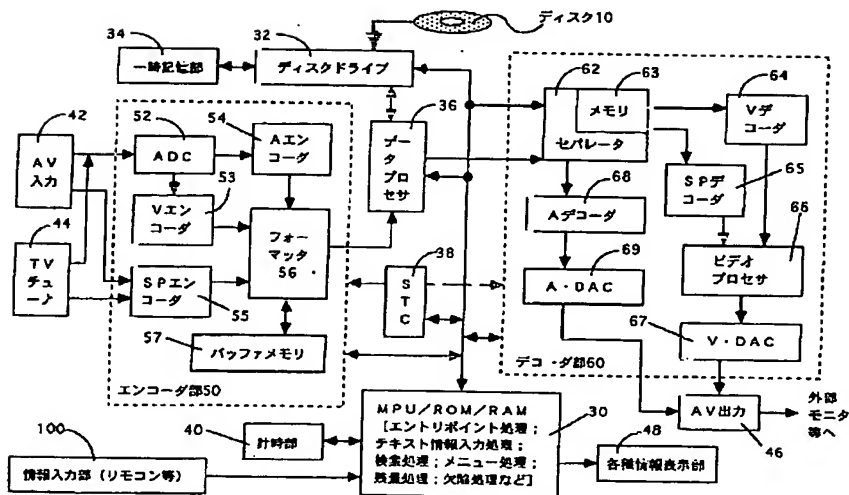 ディスク10
34
32
一時記憶部
ディスクドライブ
62
63
64
42
52
54
36
メモリ
Vデ
コーダ
AV
入力
ADC
Aエン
コーダ
データプロセサ
セパレータ
65
SPデ
コーダ
53
68
Vエン
コーダ
Aデコーダ
66
44
フォー
マッタ
56
38
69
ビデオ
プロセサ
TV
チュー
ナ
SPエン
コーダ
STC
A・DAC
55
67
57
バッファメモリ
V・DAC
エンコーダ部50
デコーダ部60
MPU/ROM/RAM
[エントリポイント処理;
テキスト情報入力処理;
検索処理;メニュー処理;
残量処理;欠陥処理など]
30
AV出力
外部
モニタ
等へ
46
40
計時部
48
100
情報入力部(リモコン等)
各種情報表示部